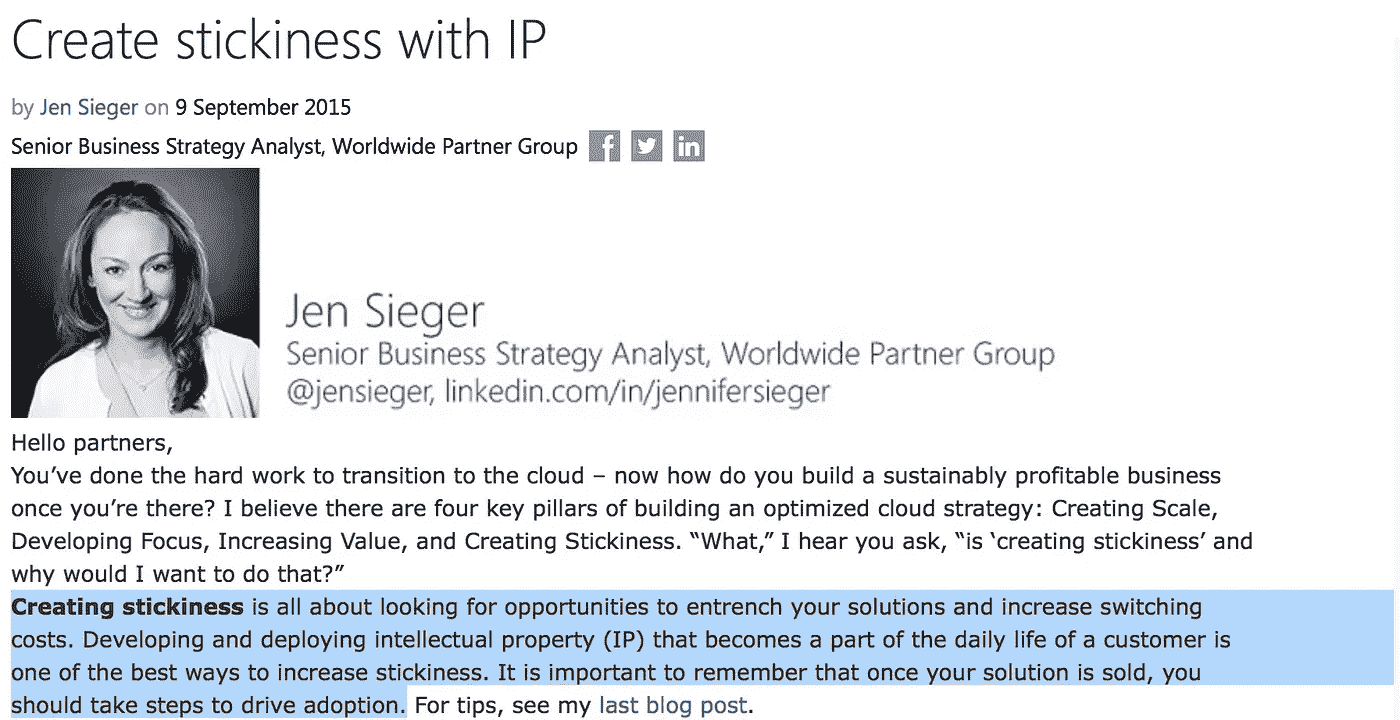 Create stickiness with IP
by Jen Sieger on 9 September 2015
Senior Business Strategy Analyst, Worldwide Partner Group
Jen Sieger
Senior Business Strategy Analyst, Worldwide Partner Group
@jensieger, linkedin.com/in/jennifersieger
Hello partners,
You’ve done the hard work to transition to the cloud – now how do you build a sustainably profitable business
once you’re there? I believe there are four key pillars of building an optimized cloud strategy: Creating Scale,
Developing Focus, Increasing Value, and Creating Stickiness. “What,” I hear you ask, “is ‘creating stickiness’ and
why would I want to do that?”
Creating stickiness is all about looking for opportunities to entrench your solutions and increase switching
costs. Developing and deploying intellectual property (IP) that becomes a part of the daily life of a customer is
one of the best ways to increase stickiness. It is important to remember that once your solution is sold, you
should take steps to drive adoption. For tips, see my last blog post.